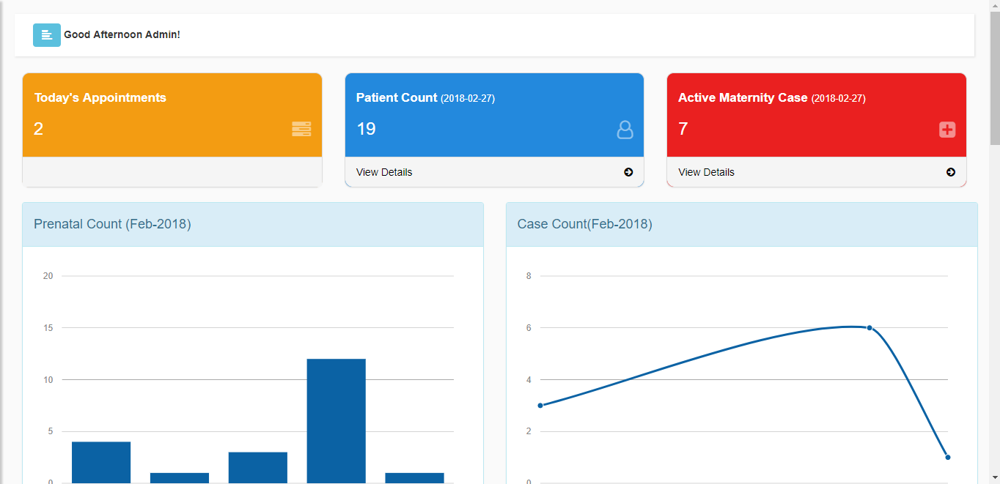 Good Afternoon Admin!
Today's Appointments
2
Patient Count (2018-02-27)
19
View Details
Active Maternity Case (2018-02-27)
7
View Details
Prenatal Count (Feb-2018)
20
15
10
5
0
Case Count(Feb-2018)
8
6
4
2
0